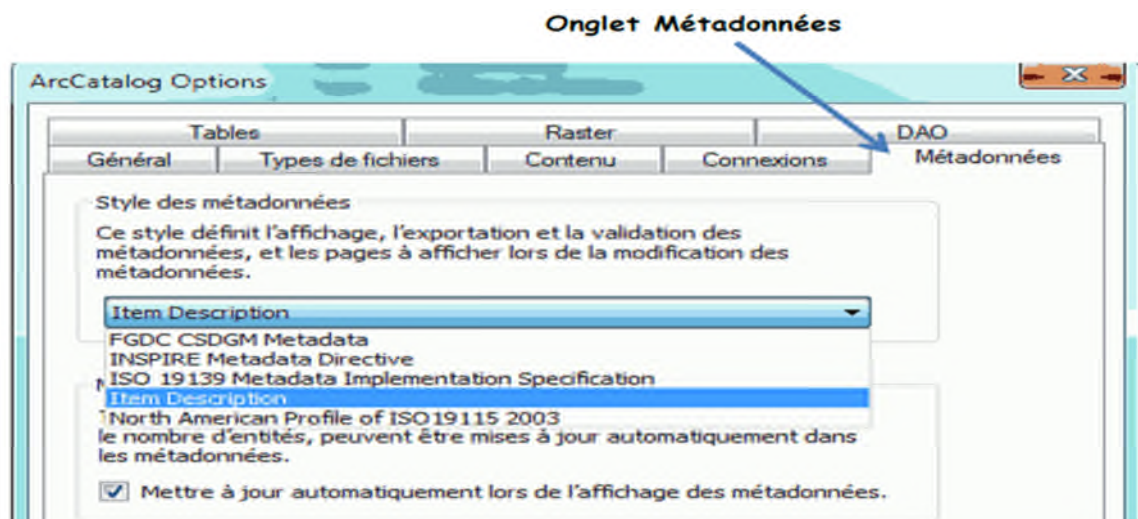 Onglet Métadonnées
ArcCatalog Options
Tables Raster DAO
Général Types de fichiers Contenu Connexions Métadonnées
Style des métadonnées
Ce style définit l'affichage, l'exportation et la validation des
métadonnées, et les pages à afficher lors de la modification des
métadonnées.
Item Description
FGDC CSDGM Metadata
INSPIRE Metadata Directive
ISO 19139 Metadata Implementation Specification
Item Description
North American Profile of ISO19115 2003
le nombre d'entités, peuvent être mises à jour automatiquement dans
les métadonnées.
Mettre à jour automatiquement lors de l'affichage des métadonnées.